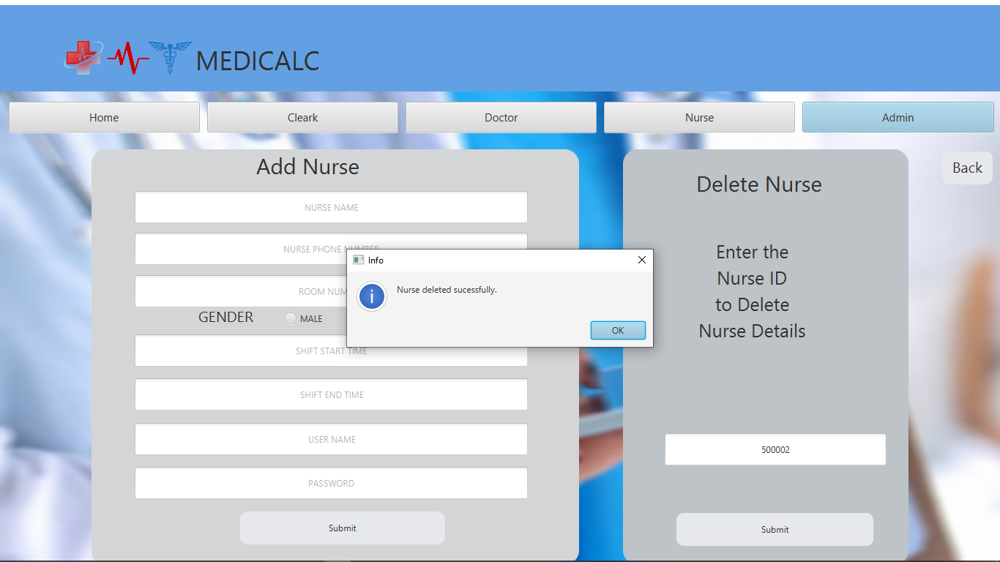 MEDICALC
Home
Cleark
Doctor
Nurse
Admin
Back
Add Nurse
NURSE NAME
NURSE PHONE NUMBER
ROOM NUM
GENDER
MALE
SHIFT START TIME
SHIFT END TIME
USER NAME
PASSWORD
Submit
Info
Nurse deleted sucessfully.
OK
Delete Nurse
Enter the
Nurse ID
to Delete
Nurse Details
500002
Submit